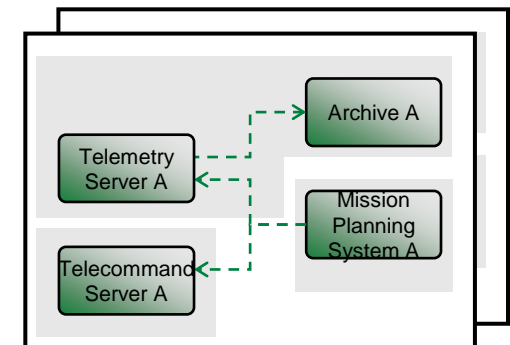 Archive A
Telemetry
Server A
Mission
Planning
System A
Telecommand
Server A